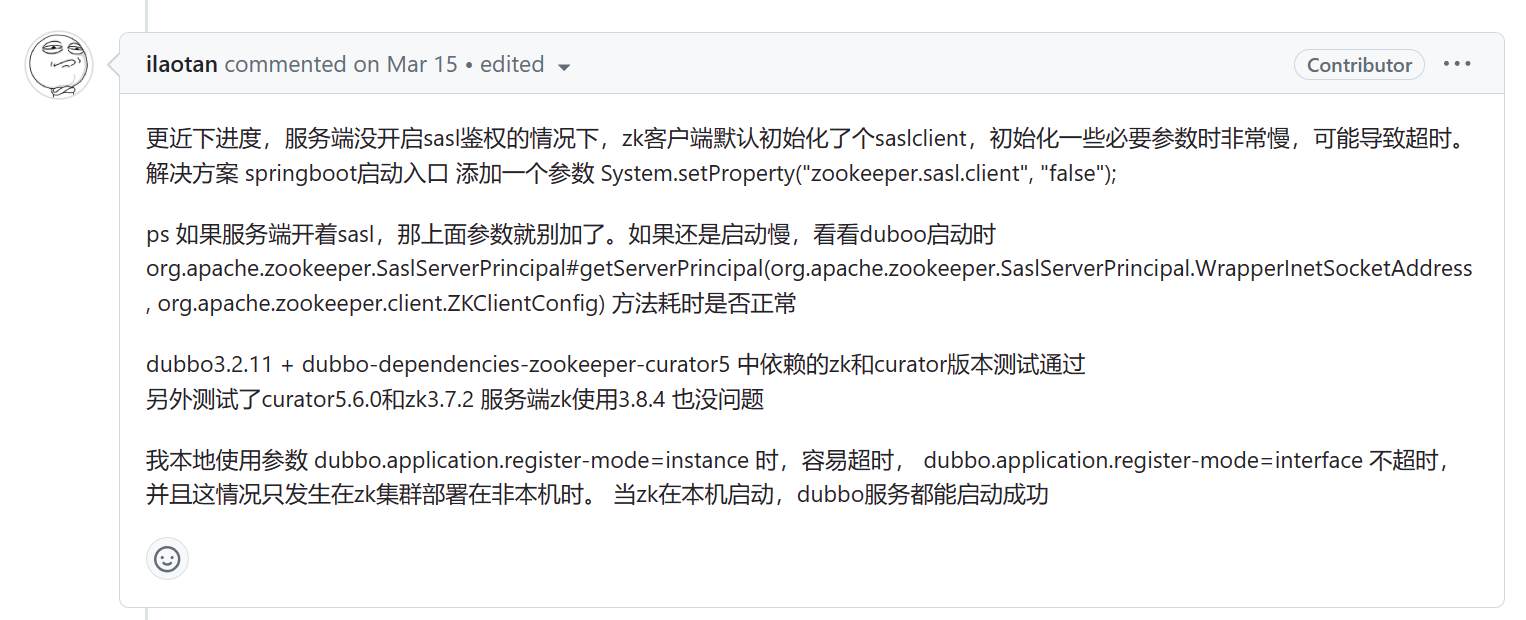 ilaotan commented on Mar 15 • edited
Contributor
更近下进度，服务端没开启sasl鉴权的情况下，zk客户端默认初始化了个saslclient，初始化一些必要参数时非常慢，可能导致超时。
解决方案 springboot启动入口 添加一个参数 System.setProperty("zookeeper.sasl.client", "false");
ps 如果服务端开着sasl，那上面参数就别加了。如果还是启动慢，看看duboo启动时
org.apache.zookeeper.SaslServerPrincipal#getServerPrincipal(org.apache.zookeeper.SaslServerPrincipal.WrapperInetSocketAddress
, org.apache.zookeeper.client.ZKClientConfig) 方法耗时是否正常
dubbo3.2.11 + dubbo-dependencies-zookeeper-curator5 中依赖的zk和curator版本测试通过
另外测试了curator5.6.0和zk3.7.2 服务端zk使用3.8.4 也没问题
我本地使用参数 dubbo.application.register-mode=instance 时，容易超时， dubbo.application.register-mode=interface 不超时，
并且这情况只发生在zk集群部署在非本机时。 当zk在本机启动，dubbo服务都能启动成功